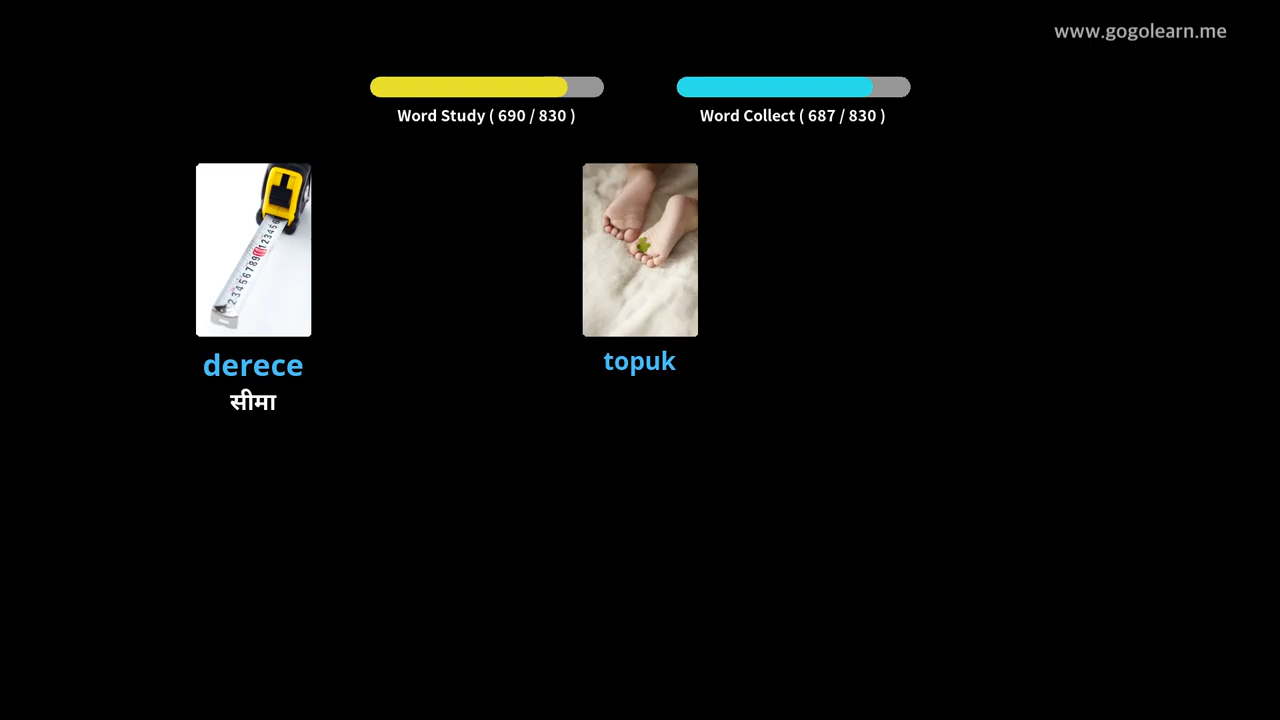 www.gogolearn.me
Word Study ( 690 / 830 )
Word Collect ( 687 / 830 )
derece
सीमा
topuk